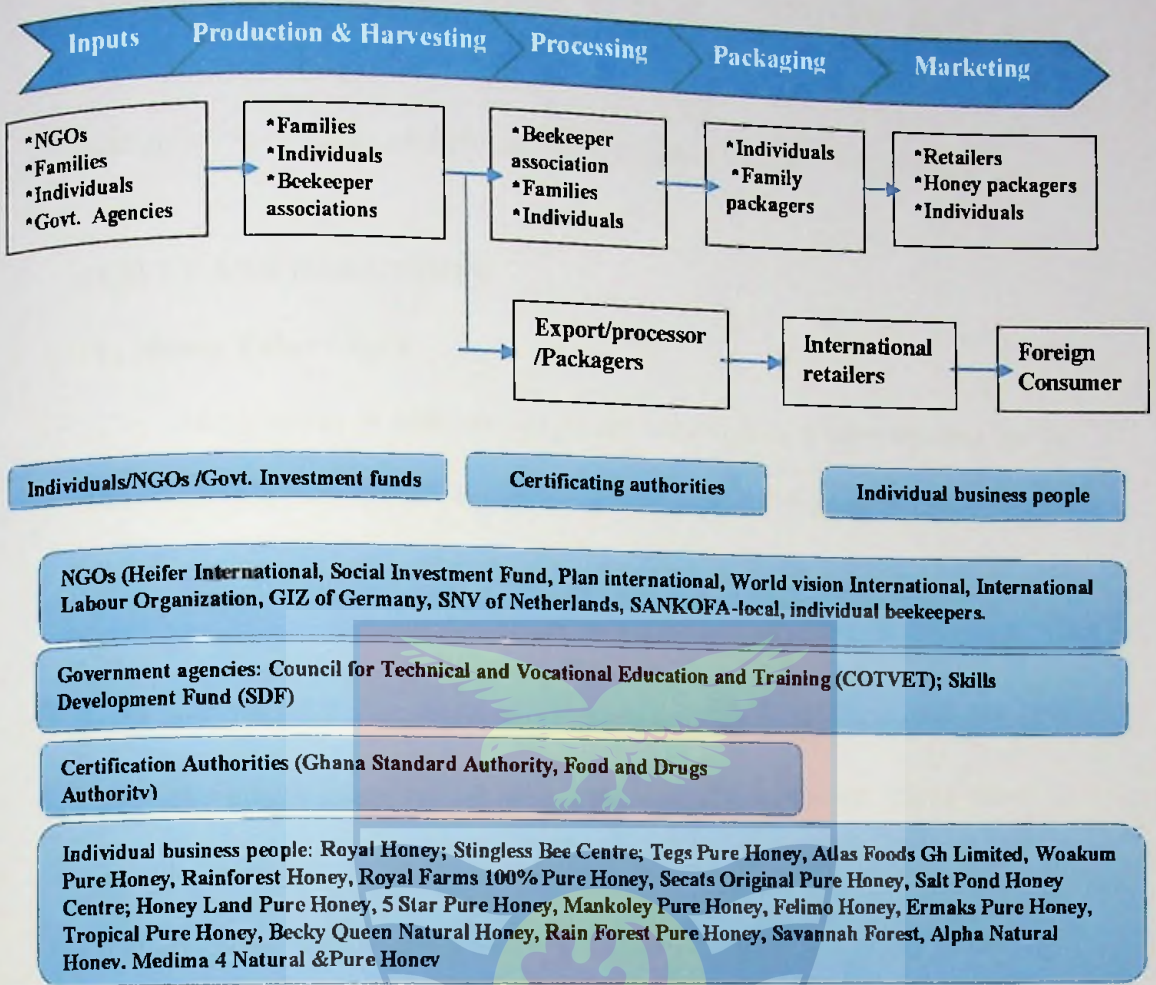 Inputs
Production & Harvesting
Processing
Packaging
Marketing
*NGOs
*Families
*Individuals
*Govt. Agencies
*Families
*Individuals
*Beekeeper
associations
*Beekeeper
association
*Families
*Individuals
*Individuals
*Family
packagers
*Retailers
*Honey packagers
*Individuals
Export/processor
/Packagers
International
retailers
Foreign
Consumer
Individuals/NGOs /Govt. Investment funds
Certificating authorities
Individual business people
NGOs (Heifer International, Social Investment Fund, Plan international, World vision International, International
Labour Organization, GIZ of Germany, SNV of Netherlands, SANKOFA-local, individual beekeepers.
Government agencies: Council for Technical and Vocational Education and Training (COTVET); Skills
Development Fund (SDF)
Certification Authorities (Ghana Standard Authority, Food and Drugs
Authority)
Individual business people: Royal Honey; Stingless Bee Centre; Tegs Pure Honey, Atlas Foods Gh Limited, Woakum
Pure Honey, Rainforest Honey, Royal Farms 100% Pure Honey, Secats Original Pure Honey, Salt Pond Honey
Centre; Honey Land Pure Honey, 5 Star Pure Honey, Mankoley Pure Honey, Felimo Honey, Ermaks Pure Honey,
Tropical Pure Honey, Becky Queen Natural Honey, Rain Forest Pure Honey, Savannah Forest, Alpha Natural
Honey. Medima 4 Natural &Pure Honey